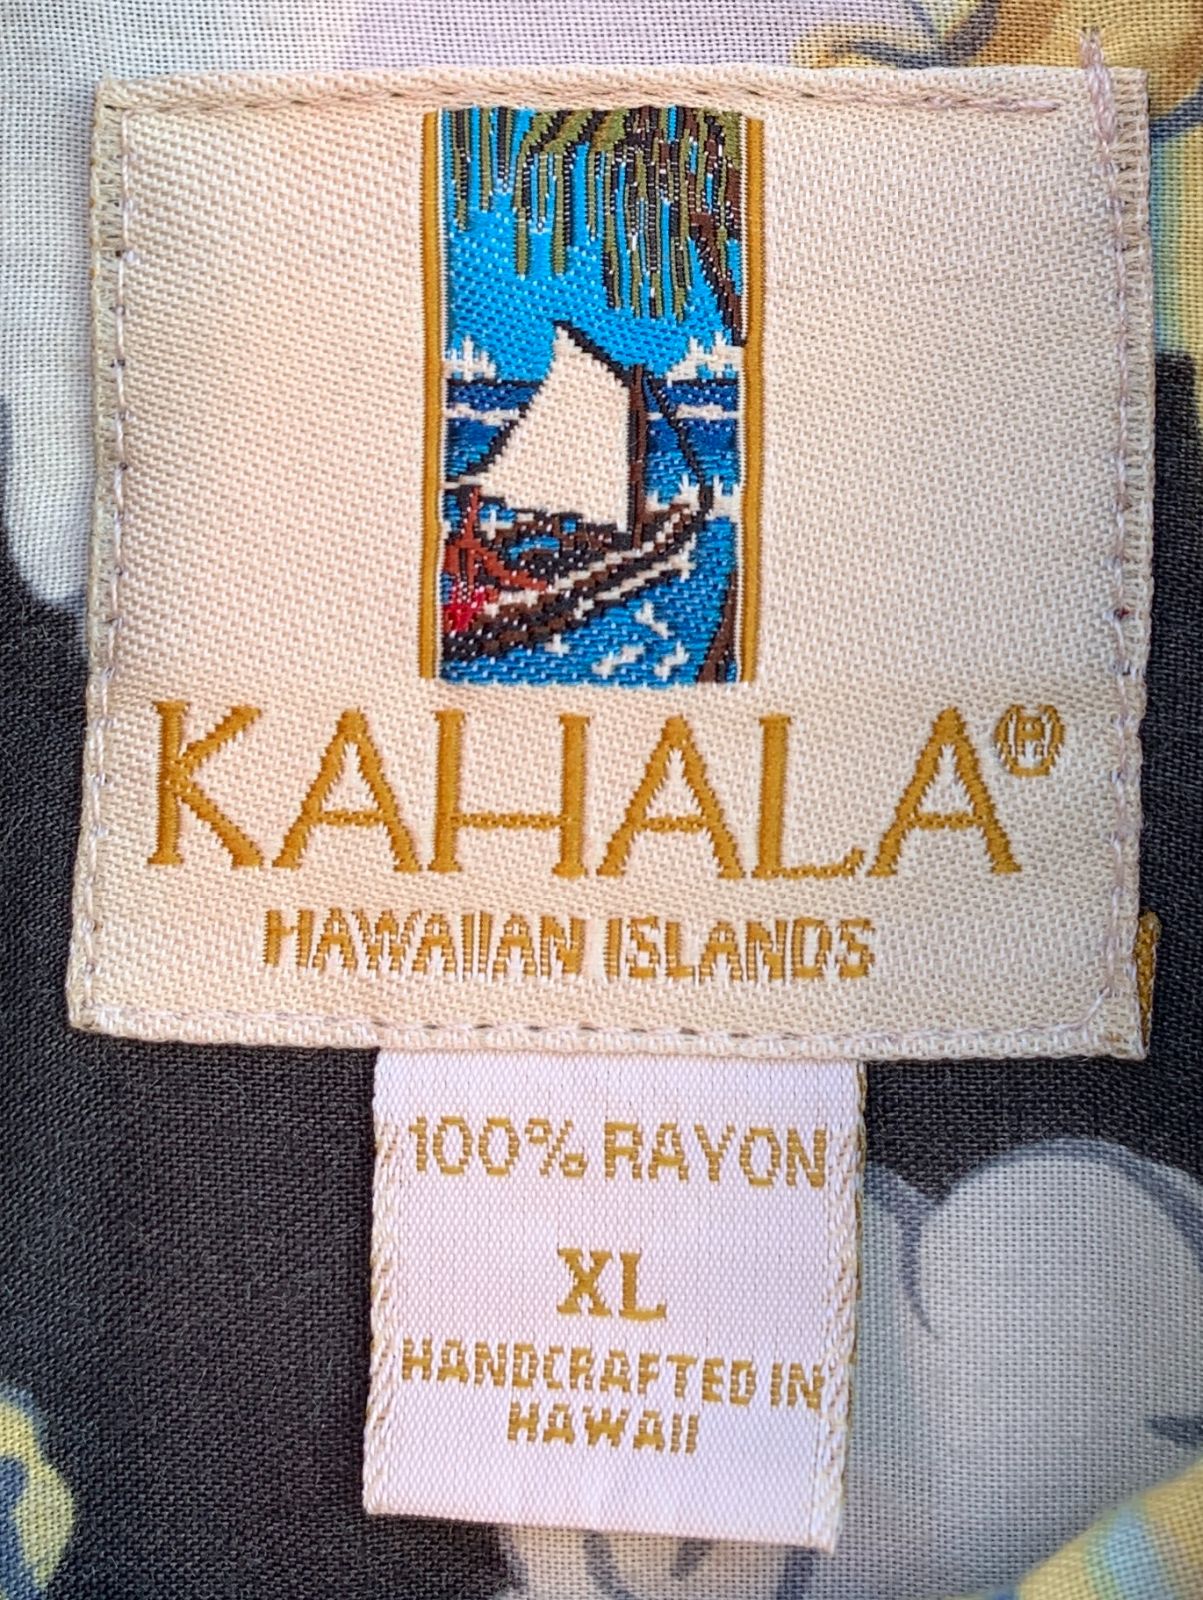 KAHALA®
HAWAIIAN ISLANDS
100% RAYON
XL
HANDCRAFTED IN
HAWAII